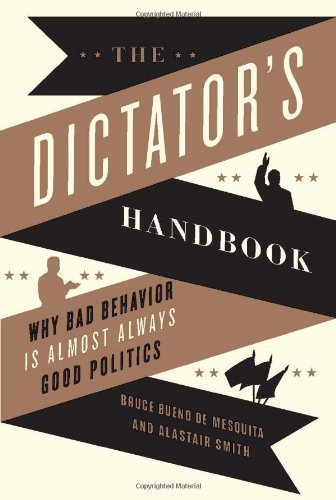 THE
DICTATOR'S
HANDBOOK
WHY BAD BEHAVIOR
IS ALMOST ALWAYS
GOOD POLITICS
BRUCE BUENO DE MESQUITA
AND ALASTAIR SMITH